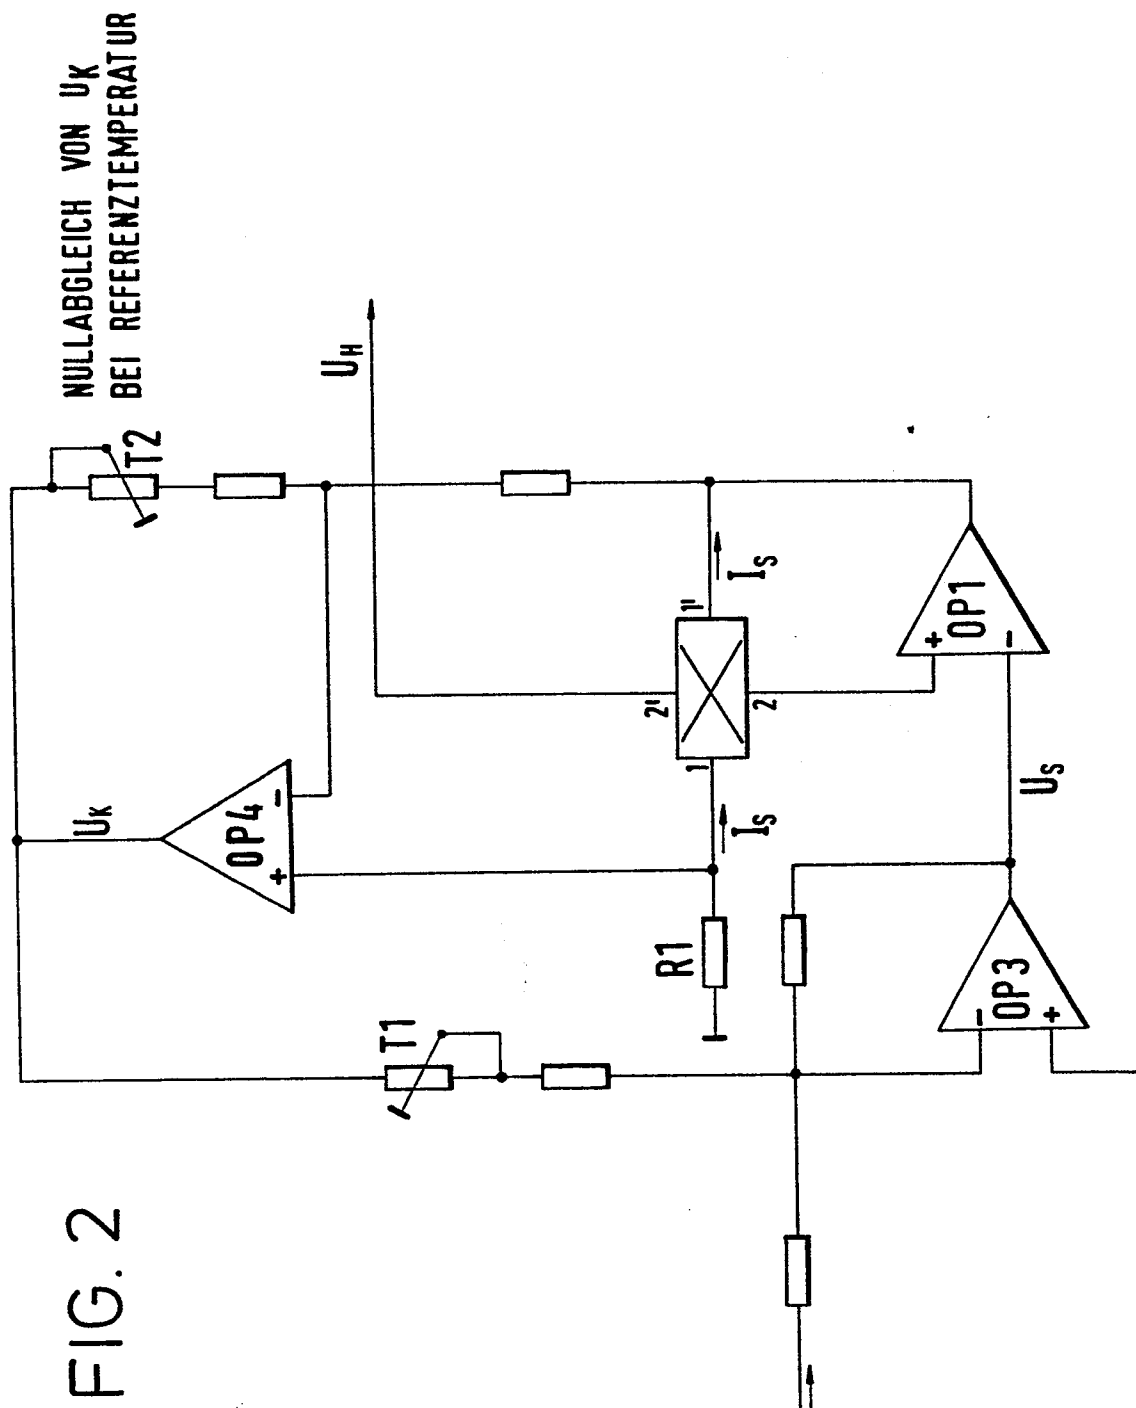 FIG. 2
NULLABGLEICH VON UK
BEI REFERENZTEMPERATUR
T2
UH
UK
OP4
-
+
T1
R1
IS
1
2'
2
1'
IS
+
-
OP1
US
OP3
-
+